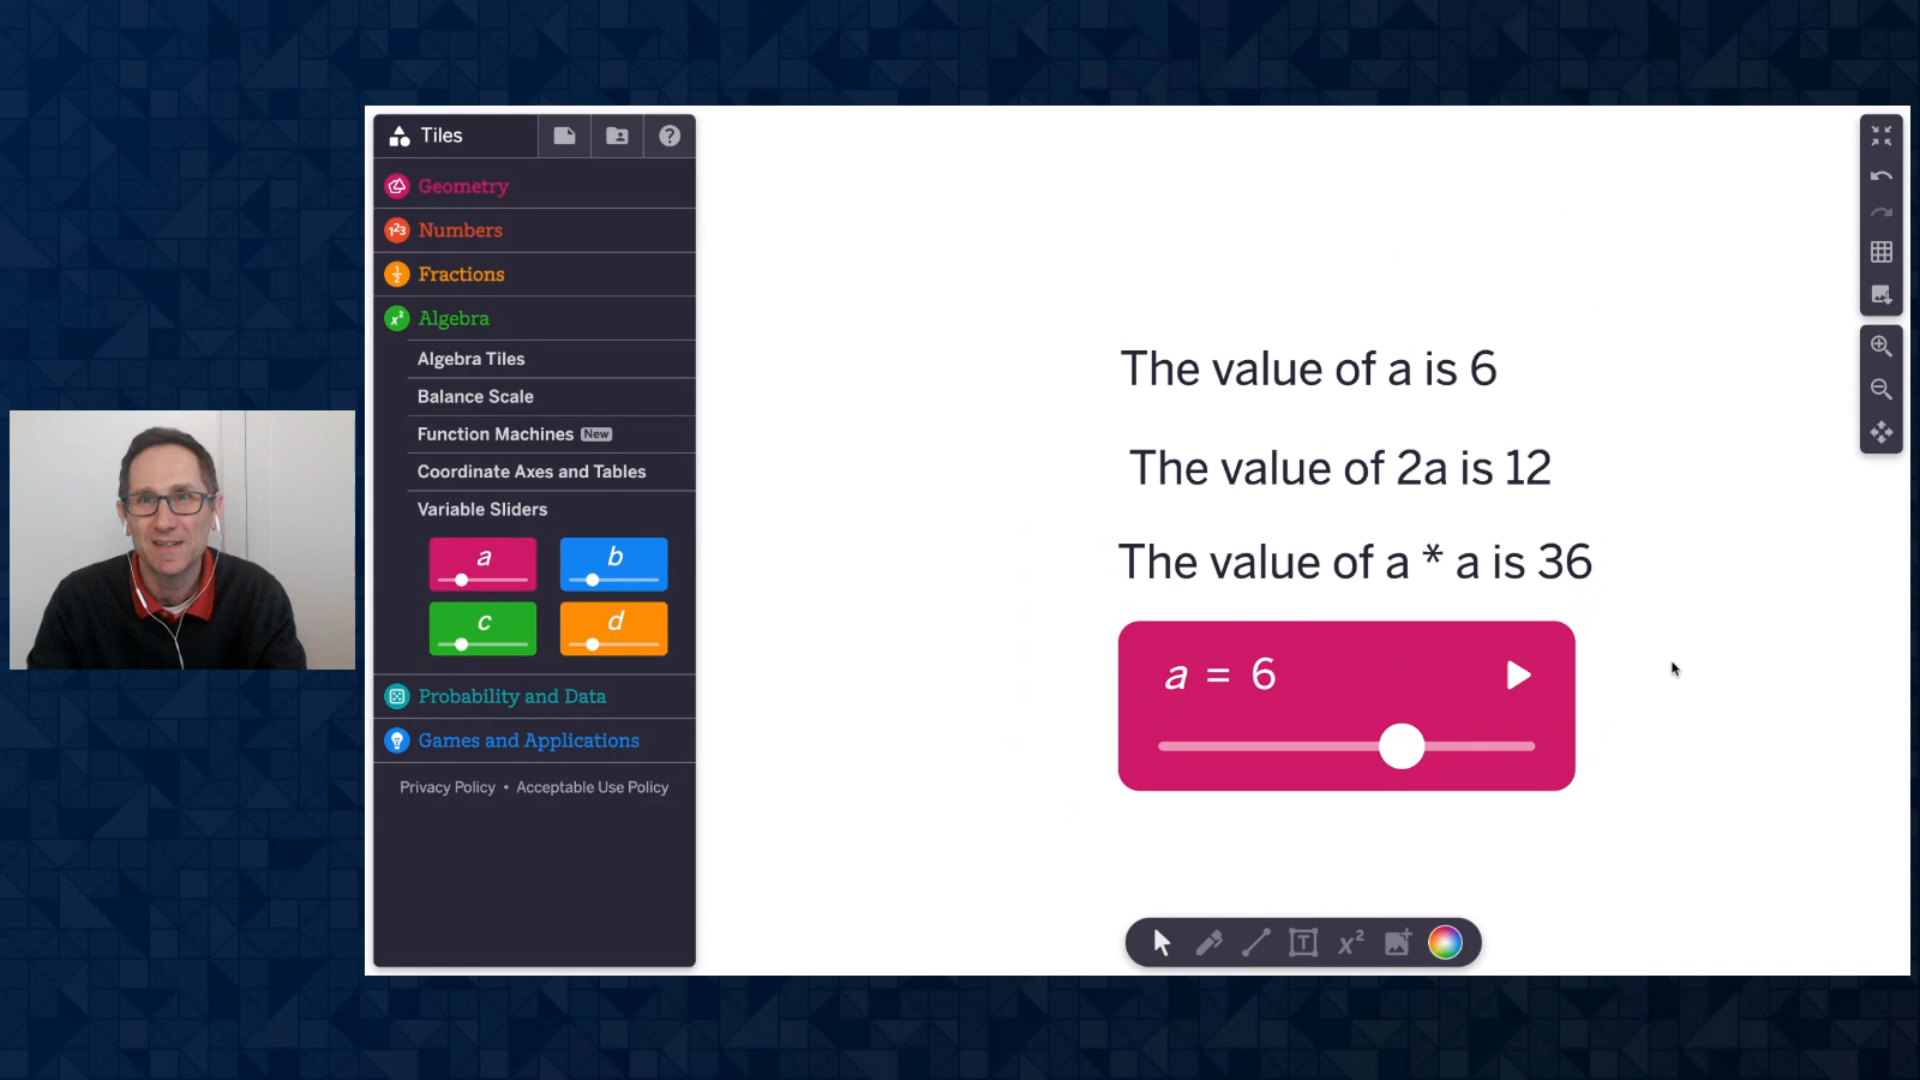 Tiles
Geometry
Numbers
Fractions
Algebra
Algebra Tiles
Balance Scale
Function Machines New
Coordinate Axes and Tables
Variable Sliders
a b
c d
Probability and Data
Games and Applications
Privacy Policy • Acceptable Use Policy
The value of a is 6
The value of 2a is 12
The value of a * a is 36
a = 6